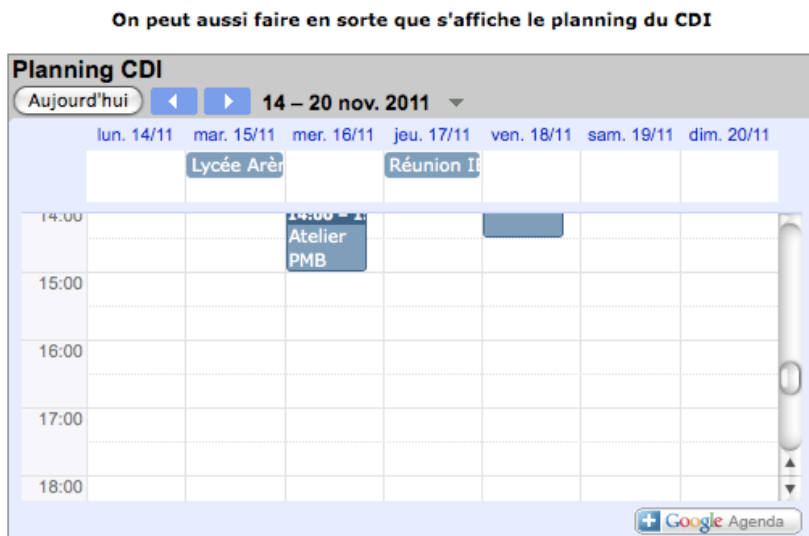 On peut aussi faire en sorte que s'affiche le planning du CDI
Planning CDI
Aujourd'hui 14 – 20 nov. 2011
lun. 14/11 mar. 15/11 mer. 16/11 jeu. 17/11 ven. 18/11 sam. 19/11 dim. 20/11
Lycée Réunion
14:00 14:00 –
Atelier
PMB
15:00
16:00
17:00
18:00
Google Agenda